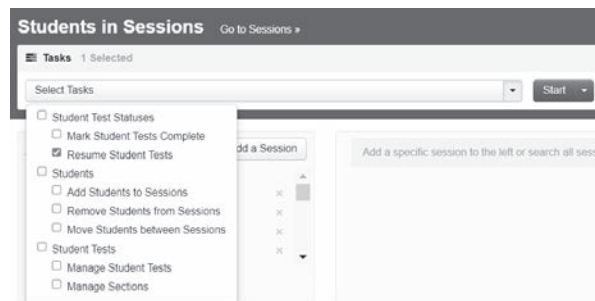 Students in Sessions Go to Sessions »
Tasks 1 Selected
Select Tasks
Start
Student Test Statuses
Mark Student Tests Complete
Resume Student Tests
dd a Session
Add a specific session to the left or search all sess
Students
Add Students to Sessions
Remove Students from Sessions
Move Students between Sessions
Student Tests
Manage Student Tests
Manage Sections